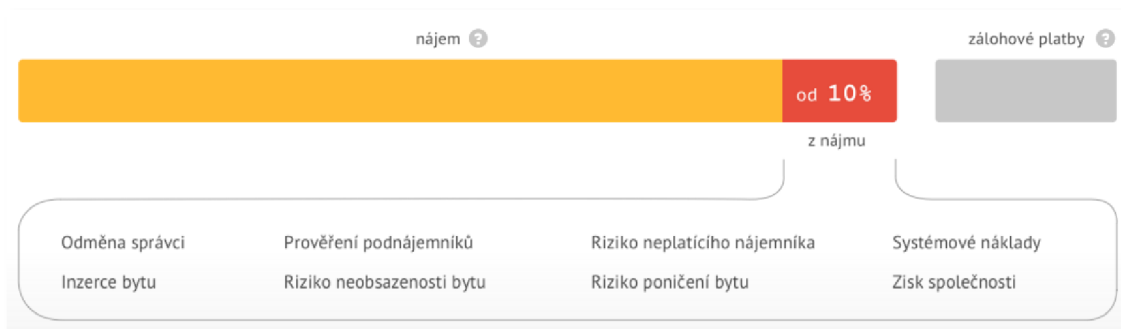 nájem ?
zálohové platby ?
od 10%
z nájmu
Odměna správci Prověření podnájemníků Riziko neplatícího nájemníka Systémové náklady
Inzerce bytu Riziko neobsazenosti bytu Riziko poničení bytu Zisk společnosti